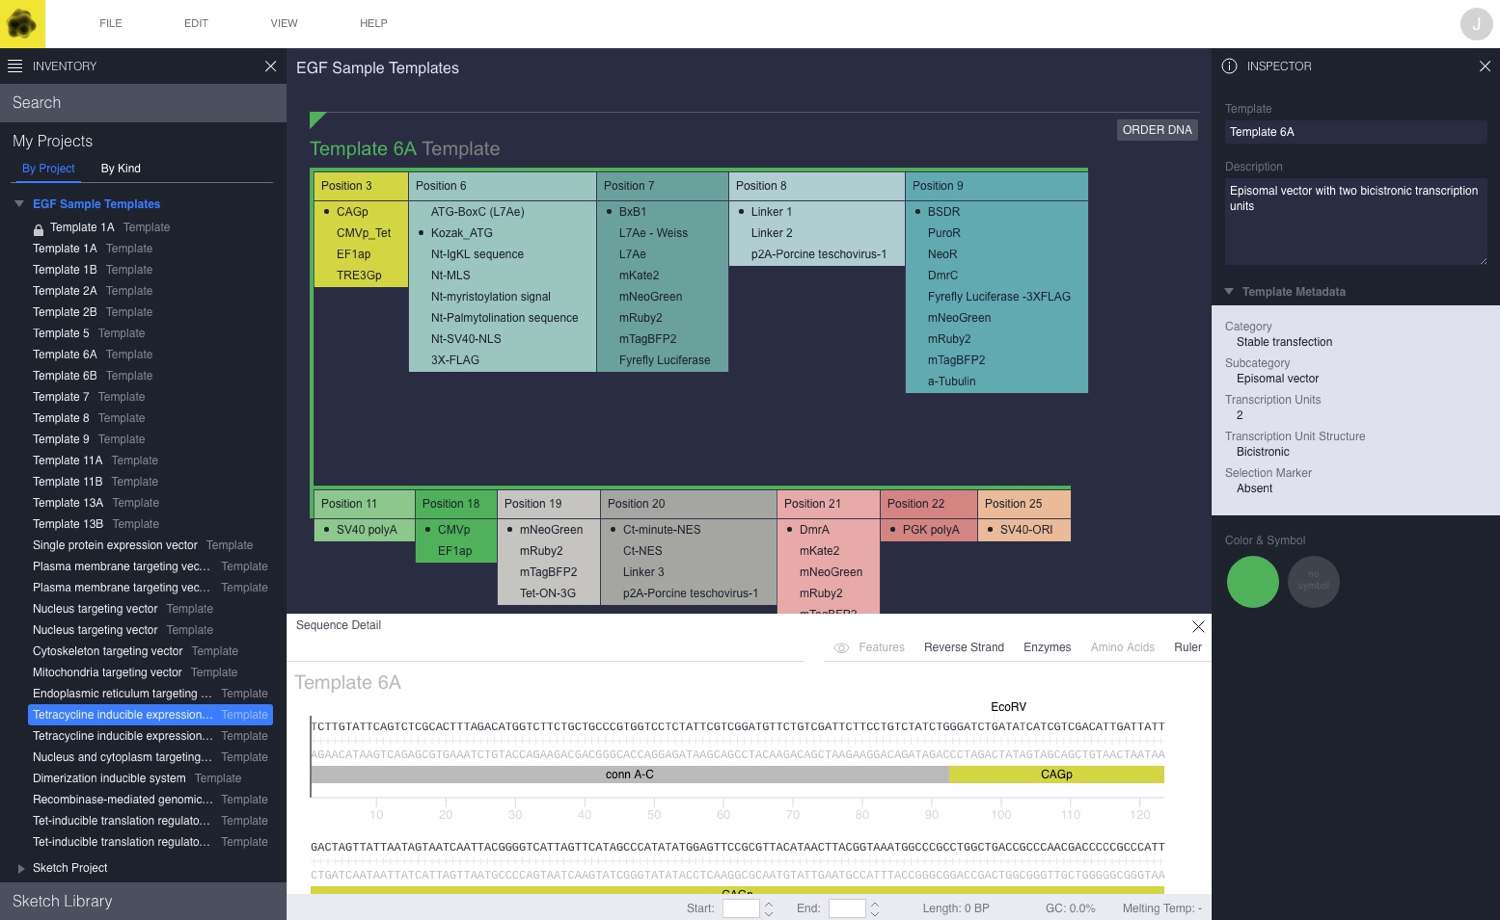 FILE
EDIT
VIEW
HELP
J
INVENTORY
Search
My Projects
By Project By Kind
EGF Sample Templates
Template 1A Template
Template 1A Template
Template 1B Template
Template 2A Template
Template 2B Template
Template 5 Template
Template 6A Template
Template 6B Template
Template 7 Template
Template 8 Template
Template 9 Template
Template 11A Template
Template 11B Template
Template 13A Template
Template 13B Template
Single protein expression vector Template
Plasma membrane targeting vec... Template
Plasma membrane targeting vec... Template
Nucleus targeting vector Template
Nucleus targeting vector Template
Cytoskeleton targeting vector Template
Mitochondria targeting vector Template
Endoplasmic reticulum targeting ... Template
Tetracycline inducible expression... Template
Tetracycline inducible expression... Template
Nucleus and cytoplasm targeting... Template
Dimerization inducible system Template
Recombinase-mediated genomic... Template
Tet-inducible translation regulato... Template
Tet-inducible translation regulato... Template
Sketch Project
Sketch Library
EGF Sample Templates
ORDER DNA
Template 6A Template
Position 3
CAGp
CMVp_Tet
EF1ap
TRE3Gp
Position 6
ATG-BoxC (L7Ae)
Kozak_ATG
Nt-IgKL sequence
Nt-MLS
Nt-myristoylation signal
Nt-Palmytolination sequence
Nt-SV40-NLS
3X-FLAG
Position 7
BxB1
L7Ae - Weiss
L7Ae
mKate2
mNeoGreen
mRuby2
mTagBFP2
Fyrefly Luciferase
Position 8
Linker 1
Linker 2
p2A-Porcine teschovirus-1
Position 9
BSDR
PuroR
NeoR
DmrC
Fyrefly Luciferase -3XFLAG
mNeoGreen
mRuby2
mTagBFP2
a-Tubulin
Position 11
SV40 polyA
Position 18
CMVp
EF1ap
Position 19
mNeoGreen
mRuby2
mTagBFP2
Tet-ON-3G
Position 20
Ct-minute-NES
Ct-NES
Linker 3
p2A-Porcine teschovirus-1
Position 21
DmrA
mKate2
mNeoGreen
mRuby2
mTagBFP2
Position 22
PGK polyA
Position 25
SV40-ORI
Sequence Detail
Features Reverse Strand Enzymes Amino Acids Ruler
Template 6A
EcoRV
TCTTGTATTCAGTCTCGCACTTTAGACATGGTCTTCTGCTGCCCGTGGTCCTCTATTCGTCGGATGTTCTGTCGATTCTTCCTGTCTATCTGGGATCTGATATCATCGTCGACATTGATTATT
AGAACATAAGTCAGAGCGTGAAATCTGTACCAGAAGACGACGGGCACCAGGAGATAAGCAGCCTACAAGACAGCTAAGAAGGACAGATAGACCCTAGACTATAGTAGCAGCTGTAACTAATAA
conn A-C CAGp
10 20 30 40 50 60 70 80 90 100 110 120
GACTAGTTATTAATAGTAATCAATTACGGGGTCATTAGTTCATAGCCCATATATGGAGTTCCGCGTTACATAACTTACGGTAAATGGCCCGCCTGGCTGACCGCCCAACGACCCCCGCCCATT
CTGATCAATAATTATCATTAGTTAATGCCCCAGTAATCAAGTATCGGGTATATACCTCAAGGCGCAATGTATTGAATGCCATTTACCGGGCGGACCGACTGGCGGGTTGCTGGGGGCGGGTAA
CAGp
Start: End: Length: 0 BP GC: 0.0% Melting Temp: -
INSPECTOR
Template
Template 6A
Description
Episomal vector with two bicistronic transcription
units
Template Metadata
Category
Stable transfection
Subcategory
Episomal vector
Transcription Units
2
Transcription Unit Structure
Bicistronic
Selection Marker
Absent
Color & Symbol
no
symbol